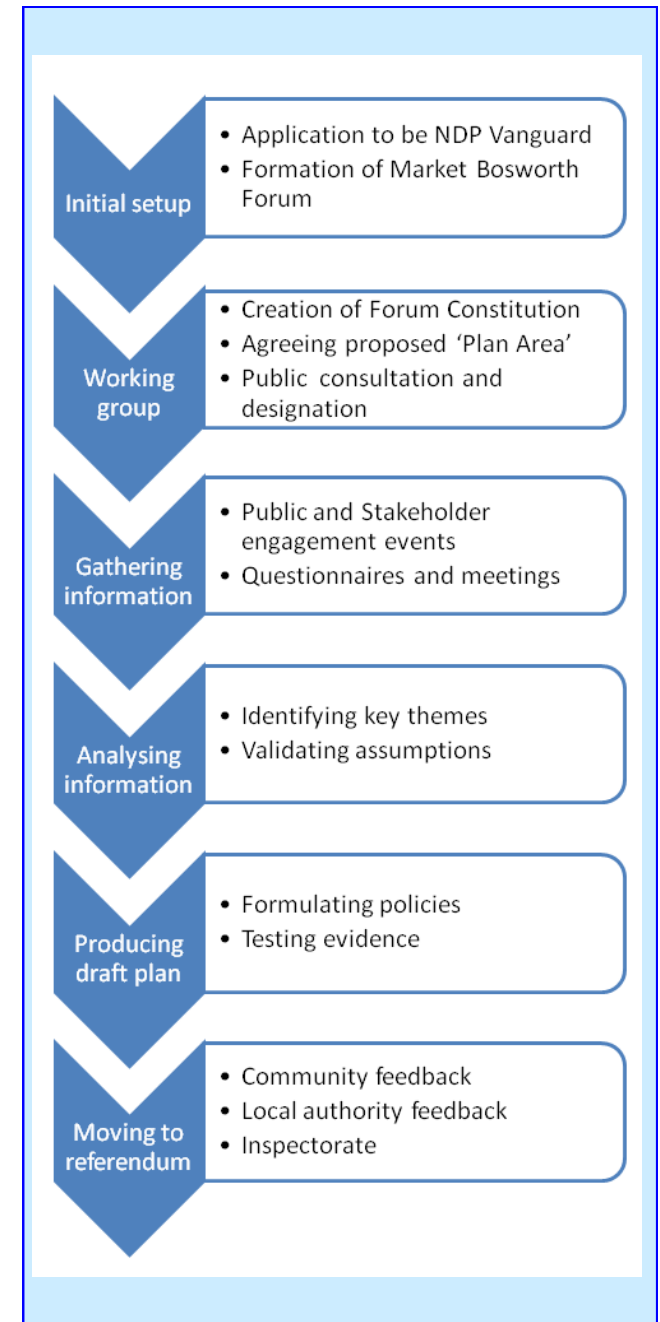 Initial setup
• Application to be NDP Vanguard
• Formation of Market Bosworth
Forum
Working
group
• Creation of Forum Constitution
• Agreeing proposed ‘Plan Area’
• Public consultation and
designation
Gathering
information
• Public and Stakeholder
engagement events
• Questionnaires and meetings
Analysing
information
• Identifying key themes
• Validating assumptions
Producing
draft plan
• Formulating policies
• Testing evidence
Moving to
referendum
• Community feedback
• Local authority feedback
• Inspectorate